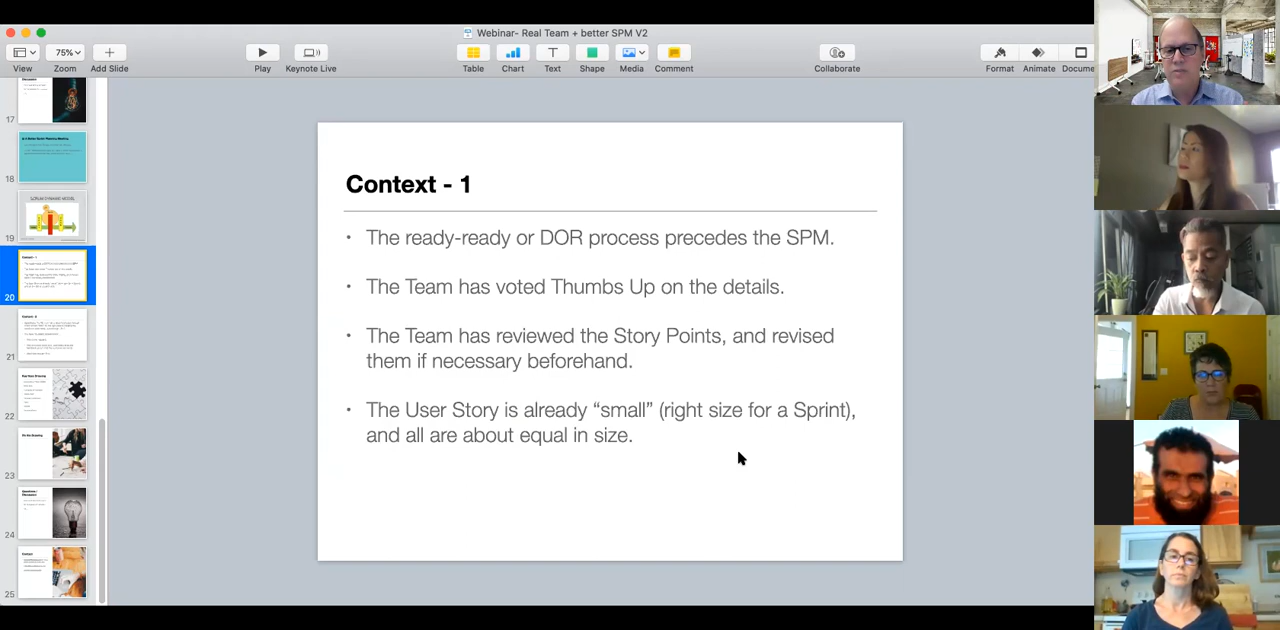 Webinar- Real Team + better SPM V2
75%
View
Zoom
Add Slide
Play
Keynote Live
Table
Chart
Text
Shape
Media
Comment
Collaborate
Format
Animate
Docume
17
18
19
20
21
22
23
24
25
Context - 1
• The ready-ready or DOR process precedes the SPM.
• The Team has voted Thumbs Up on the details.
• The Team has reviewed the Story Points, and revised
them if necessary beforehand.
• The User Story is already “small” (right size for a Sprint),
and all are about equal in size.